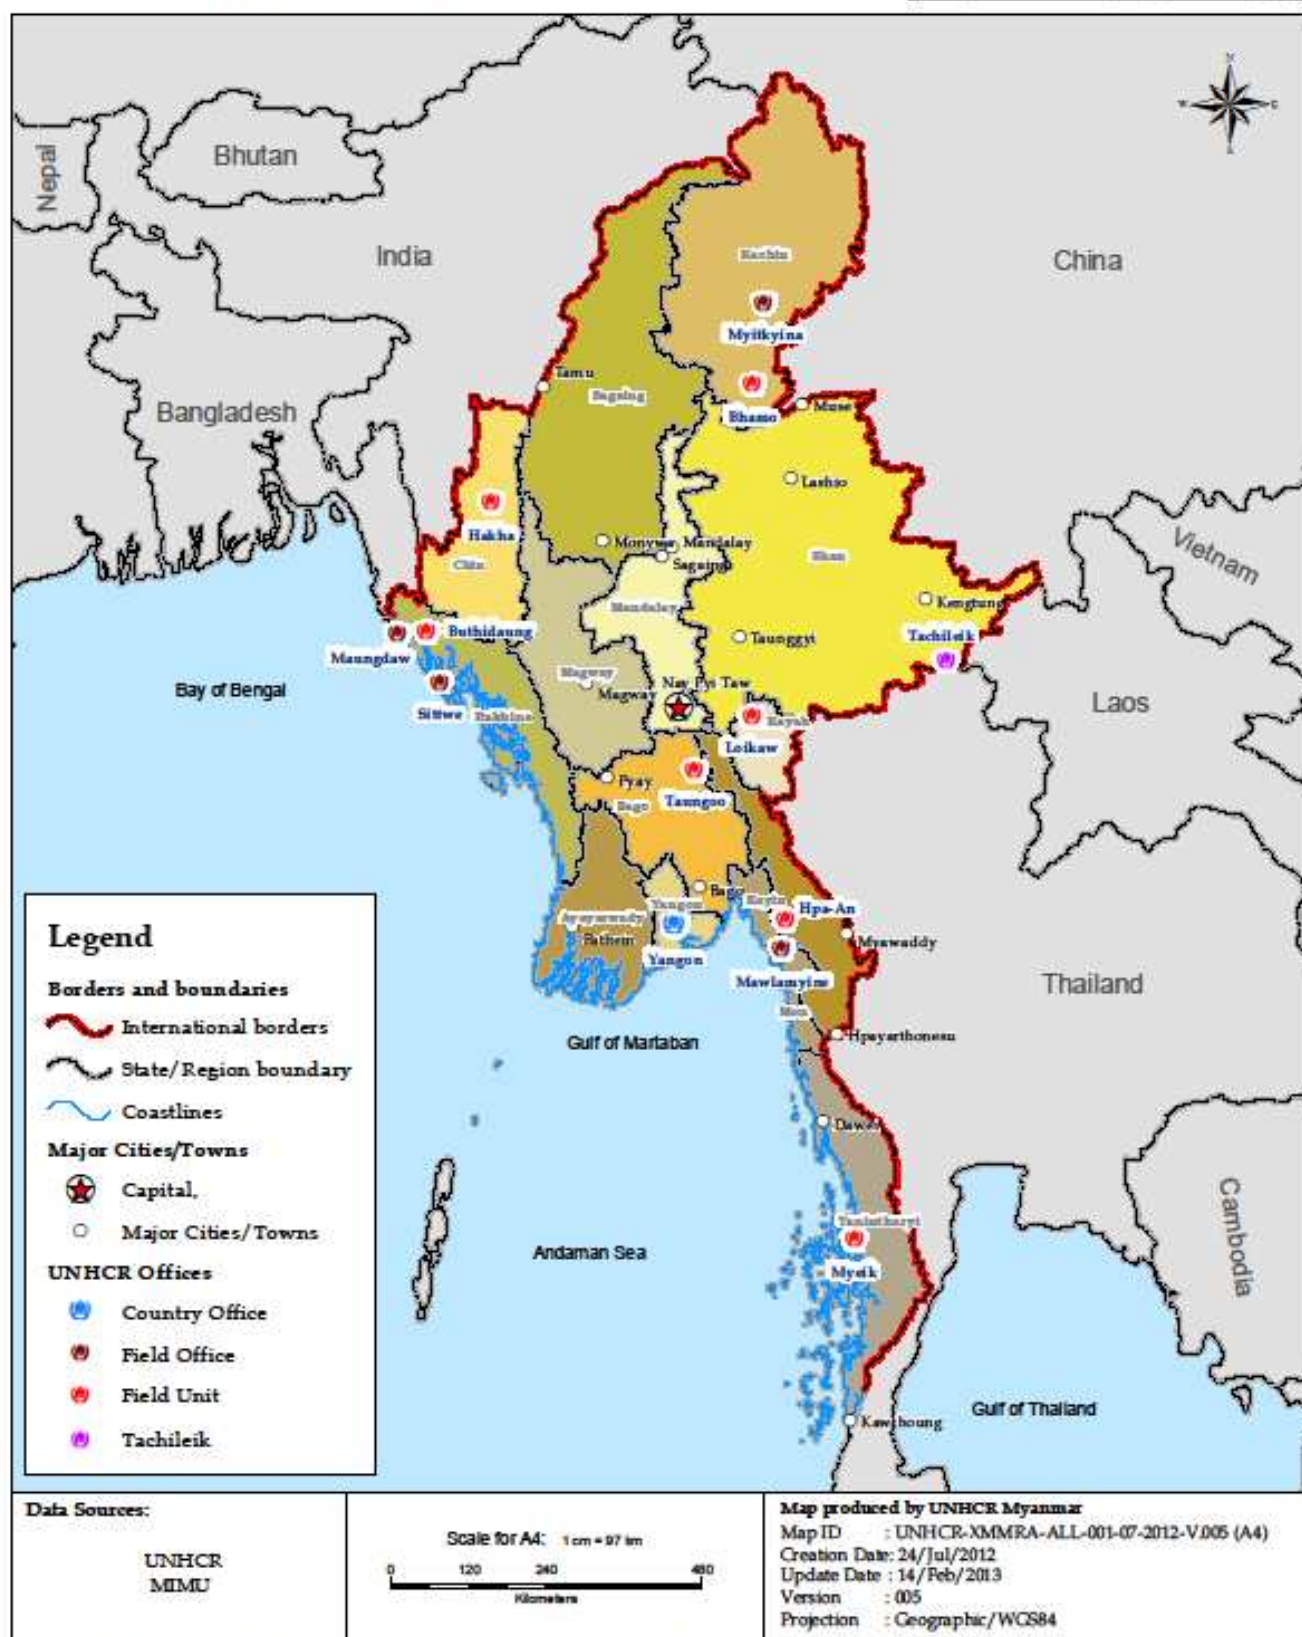 N
W
E
S
Nepal
Bhutan
India
China
Bangladesh
Kachin
Myitkyina
Tamu
Sagaing
Bhamo
Muse
Lashio
Hakha
Chin
Monywa
Mandalay
Sagaing
Shan
Vietnam
Mandalay
Kengtung
Tachileik
Taunggyi
Buthidaung
Maungdaw
Bay of Bengal
Magway
Magway
Nay Pyi Taw
Laos
Sittwe
Rakhine
Kayah
Loikaw
Pyay
Bago
Taungoo
Bago
Yangon
Kayin
Hpa-An
Ayeyarwady
Pathein
Yangon
Myawaddy
Mawlamyine
Mon
Thailand
Hpayarthonesu
Gulf of Martaban
Dawei
Cambodia
Tanintharyi
Andaman Sea
Myeik
Gulf of Thailand
Kawthoung
Legend
Borders and boundaries
International borders
State/Region boundary
Coastlines
Major Cities/Towns
Capital,
Major Cities/Towns
UNHCR Offices
Country Office
Field Office
Field Unit
Tachileik
Data Sources:
UNHCR
MIMU
Scale for A4: 1 cm = 97 km
0 120 240 480
Kilometers
Map produced by UNHCR Myanmar
Map ID : UNHCR-XMMRA-ALL-001-07-2012-V.005 (A4)
Creation Date: 24/Jul/2012
Update Date : 14/Feb/2013
Version : 005
Projection : Geographic/WGS84